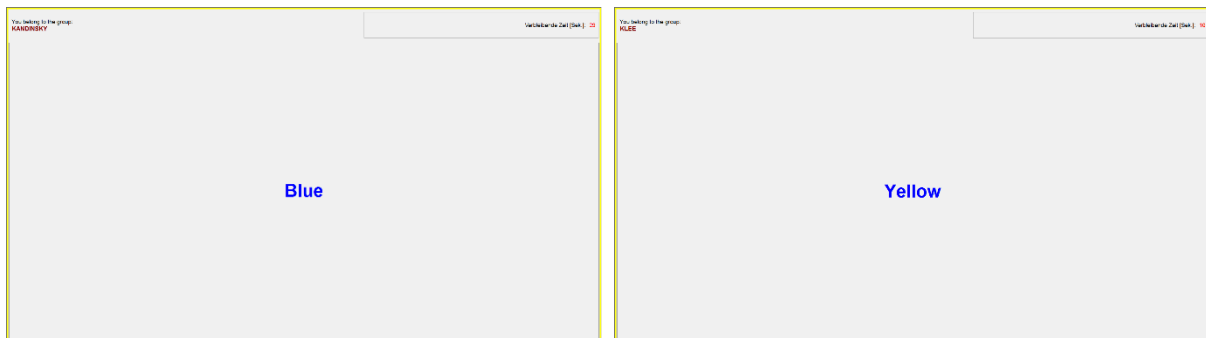 You belong to the group:
KANDINSKY
Verbleibende Zeit [Sek.]: 25
Blue
You belong to the group:
KLEE
Verbleibende Zeit [Sek.]:
Yellow